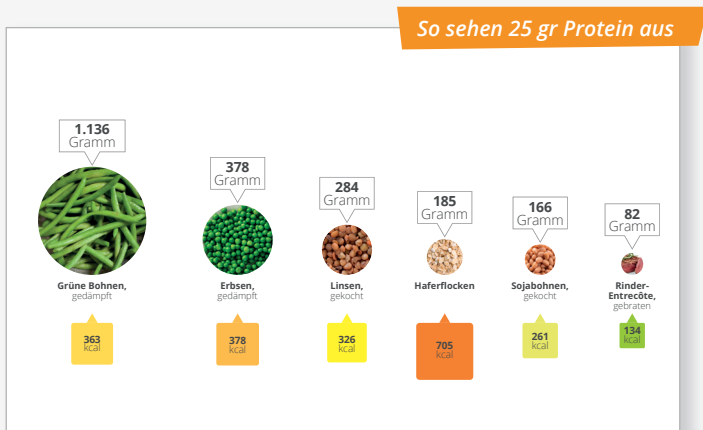 So sehen 25 gr Protein aus
1.136
Gramm
378
Gramm
284
Gramm
185
Gramm
166
Gramm
82
Gramm
Grüne Bohnen,
gedämpft
Erbsen,
gedämpft
Linsen,
gekocht
Haferflocken
Sojabohnen,
gekocht
Rinder-
Entrecôte,
gebraten
363
kcal
378
kcal
326
kcal
705
kcal
261
kcal
134
kcal